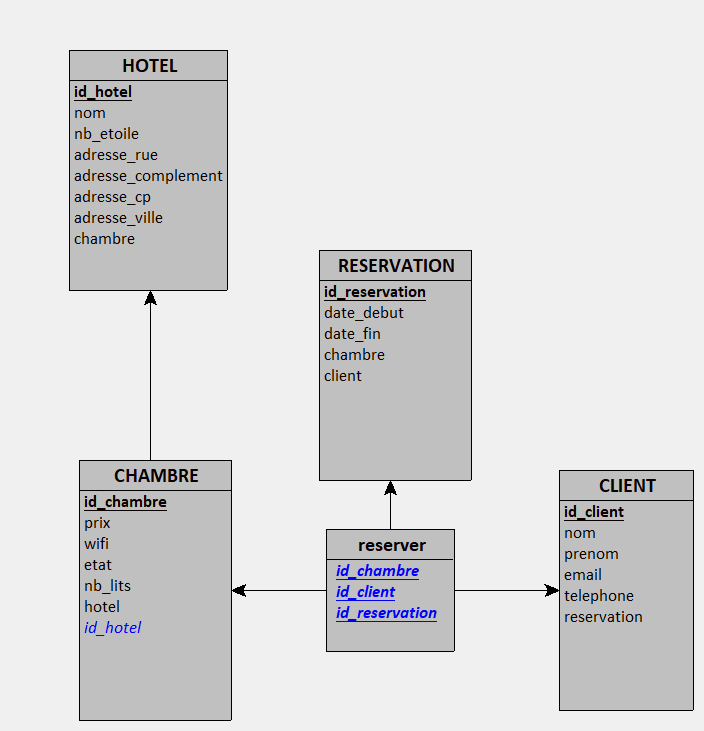 HOTEL
id_hotel
nom
nb_etoile
adresse_rue
adresse_complement
adresse_cp
adresse_ville
chambre
RESERVATION
id_reservation
date_debut
date_fin
chambre
client
CHAMBRE
id_chambre
prix
wifi
etat
nb_lits
hotel
id_hotel
reserver
id_chambre
id_client
id_reservation
CLIENT
id_client
nom
prenom
email
telephone
reservation